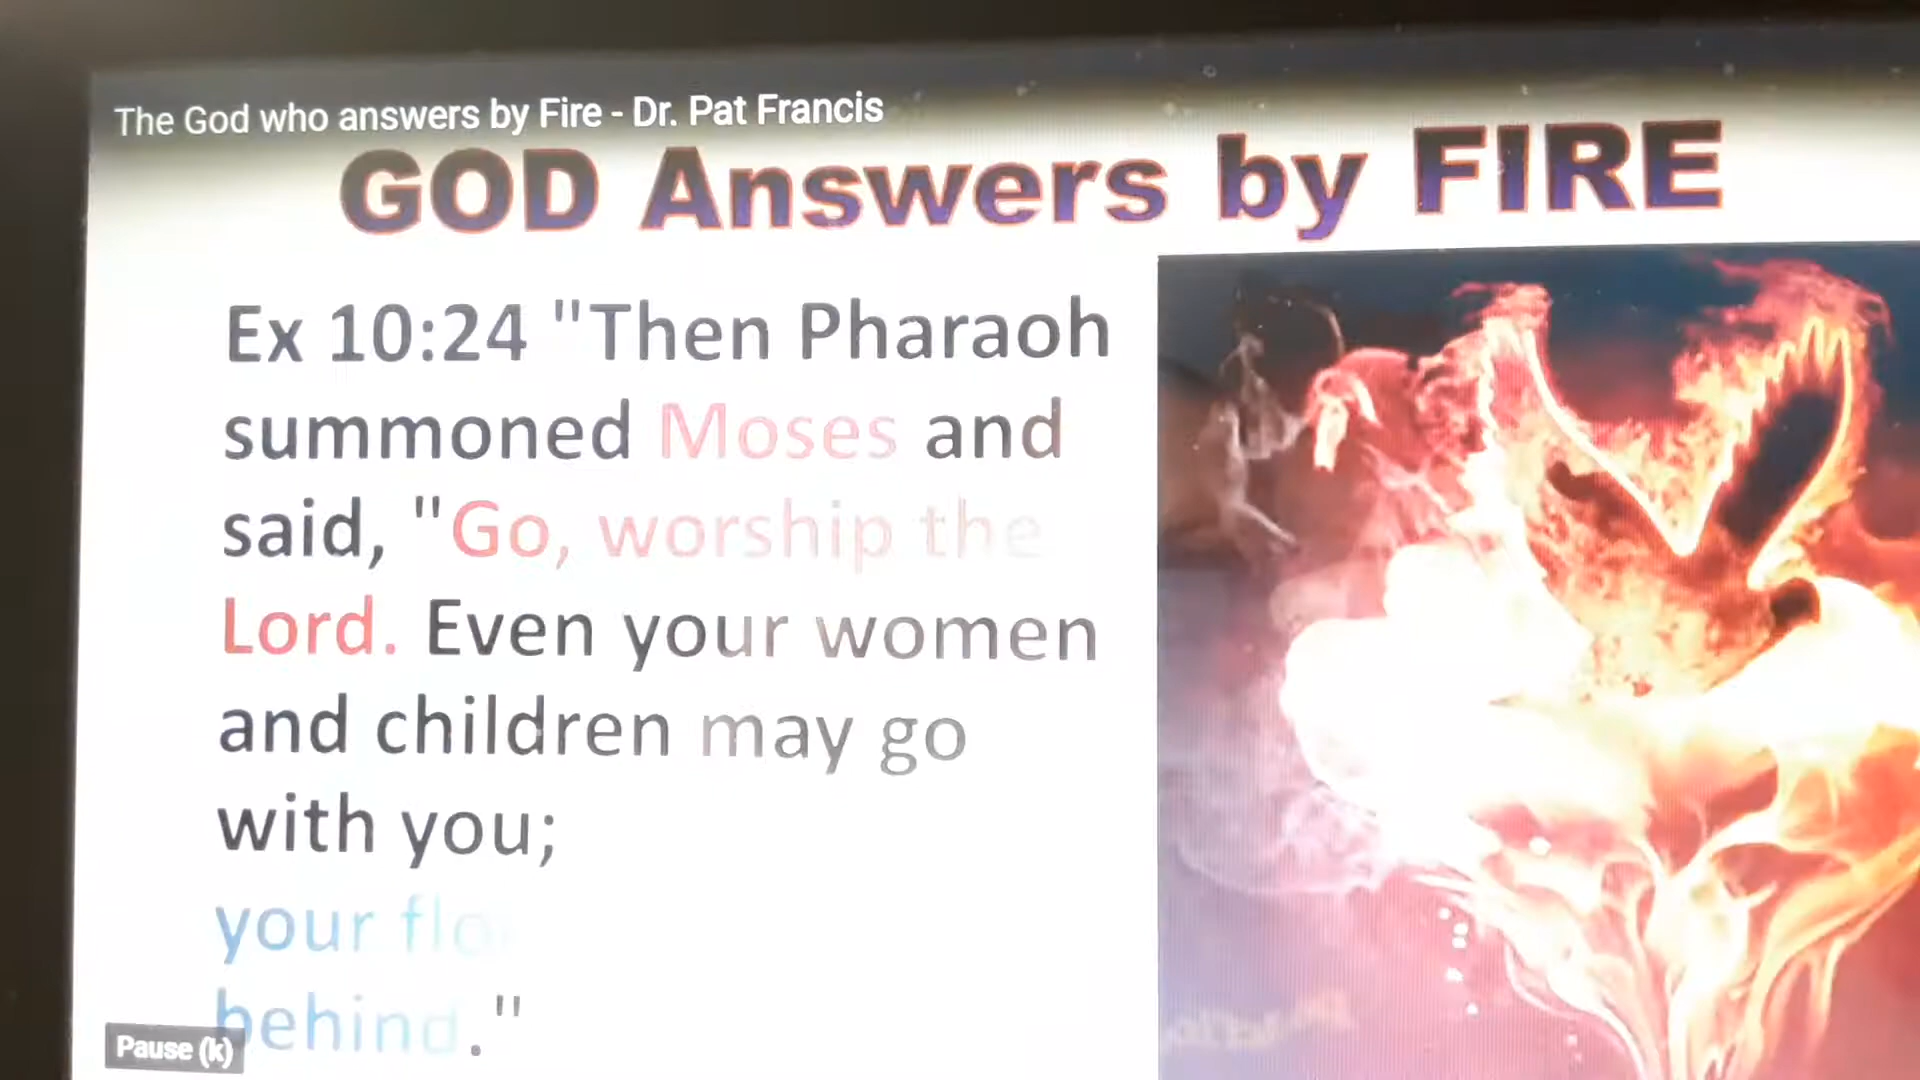 The God who answers by Fire - Dr. Pat Francis
GOD Answers by FIRE
Ex 10:24 "Then Pharaoh
summoned Moses and
said, "Go, worship the
Lord. Even your women
and children may go
with you;
your
behind."
Pause (k)